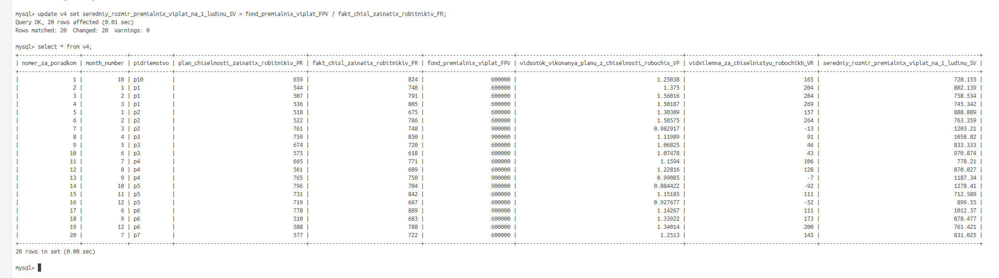 mysql> update v4 set seredniy_rozmir_premialnix_viplat_na_1_ludinu_SV = fond_premialnix_viplat_FPV / fakt_chisl_zainatix_robitnikiv_FR;
Query OK, 20 rows affected (0.01 sec)
Rows matched: 20  Changed: 20  Warnings: 0
mysql> select * from v4;
| nomer_za_poradkom | month_number | pidriemstvo | plan_chiselnosti_zainatix_robitnikiv_PR | fakt_chisl_zainatix_robitnikiv_FR | fond_premialnix_viplat_FPV | vidsotok_vikonanya_planu_z_chiselnosti_robochix_VP | vidxilenna_za_chiselnistyu_robochikh_VR | seredniy_rozmir_premialnix_viplat_na_1_ludinu_SV |
| 1 | 10 | p10 | 659 | 824 | 600000 | 1.25038 | 165 | 728.155 |
| 2 | 1 | p1 | 544 | 748 | 600000 | 1.375 | 204 | 802.139 |
| 3 | 2 | p1 | 507 | 791 | 600000 | 1.56016 | 284 | 758.534 |
| 4 | 3 | p1 | 536 | 805 | 600000 | 1.50187 | 269 | 745.342 |
| 5 | 1 | p2 | 518 | 675 | 600000 | 1.30309 | 157 | 888.889 |
| 6 | 2 | p2 | 522 | 786 | 600000 | 1.50575 | 264 | 763.359 |
| 7 | 3 | p2 | 761 | 748 | 900000 | 0.982917 | -13 | 1203.21 |
| 8 | 4 | p3 | 759 | 850 | 900000 | 1.11989 | 91 | 1058.82 |
| 9 | 5 | p3 | 674 | 720 | 600000 | 1.06825 | 46 | 833.333 |
| 10 | 6 | p3 | 575 | 618 | 600000 | 1.07478 | 43 | 970.874 |
| 11 | 7 | p4 | 665 | 771 | 600000 | 1.1594 | 106 | 778.21 |
| 12 | 8 | p4 | 561 | 689 | 600000 | 1.22816 | 128 | 870.827 |
| 13 | 9 | p4 | 765 | 758 | 900000 | 0.99085 | -7 | 1187.34 |
| 14 | 10 | p5 | 796 | 704 | 900000 | 0.884422 | -92 | 1278.41 |
| 15 | 11 | p5 | 731 | 842 | 600000 | 1.15185 | 111 | 712.589 |
| 16 | 12 | p5 | 719 | 667 | 600000 | 0.927677 | -52 | 899.55 |
| 17 | 6 | p6 | 778 | 889 | 900000 | 1.14267 | 111 | 1012.37 |
| 18 | 9 | p6 | 510 | 683 | 600000 | 1.33922 | 173 | 878.477 |
| 19 | 12 | p6 | 588 | 788 | 600000 | 1.34014 | 200 | 761.421 |
| 20 | 7 | p7 | 577 | 722 | 600000 | 1.2513 | 145 | 831.025 |
20 rows in set (0.00 sec)
mysql>